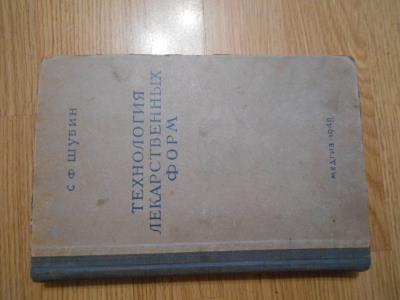 С Ф ШУБИН
ТЕХНОЛОГИЯ
ЛЕКАРСТВЕННЫХ
ФОРМ
МЕДГИЗ · 1948